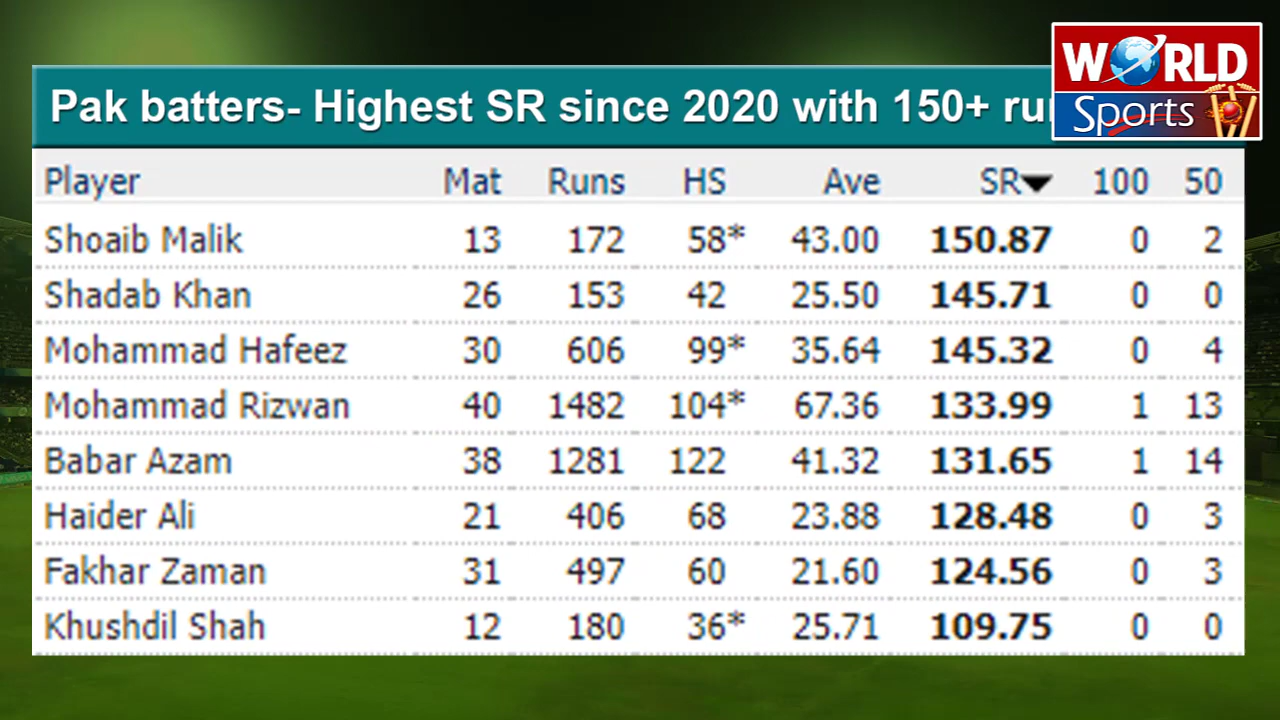 Pak batters- Highest SR since 2020 with 150+
WORLD
Sports
Player Mat Runs HS Ave SR 100 50
Shoaib Malik 13 172 58* 43.00 150.87 0 2
Shadab Khan 26 153 42 25.50 145.71 0 0
Mohammad Hafeez 30 606 99* 35.64 145.32 0 4
Mohammad Rizwan 40 1482 104* 67.36 133.99 1 13
Babar Azam 38 1281 122 41.32 131.65 1 14
Haider Ali 21 406 68 23.88 128.48 0 3
Fakhar Zaman 31 497 60 21.60 124.56 0 3
Khushdil Shah 12 180 36* 25.71 109.75 0 0